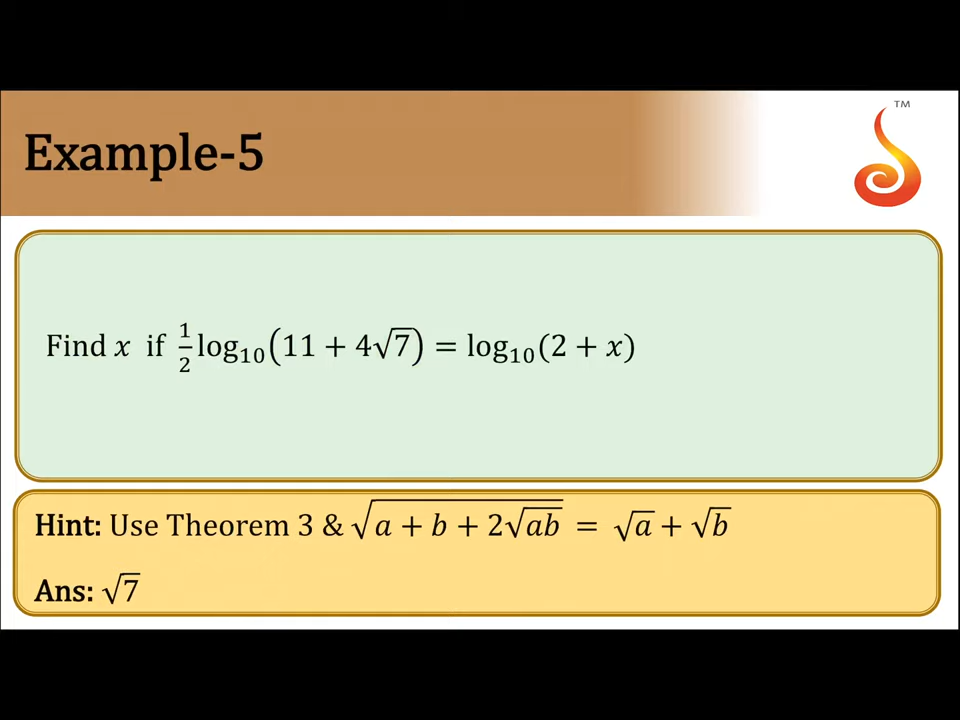 Example-5
TM
Find x if 1/2 log₁₀(11 + 4√7) = log₁₀(2 + x)
Hint: Use Theorem 3 & √(a + b + 2√(ab)) = √a + √b
Ans: √7